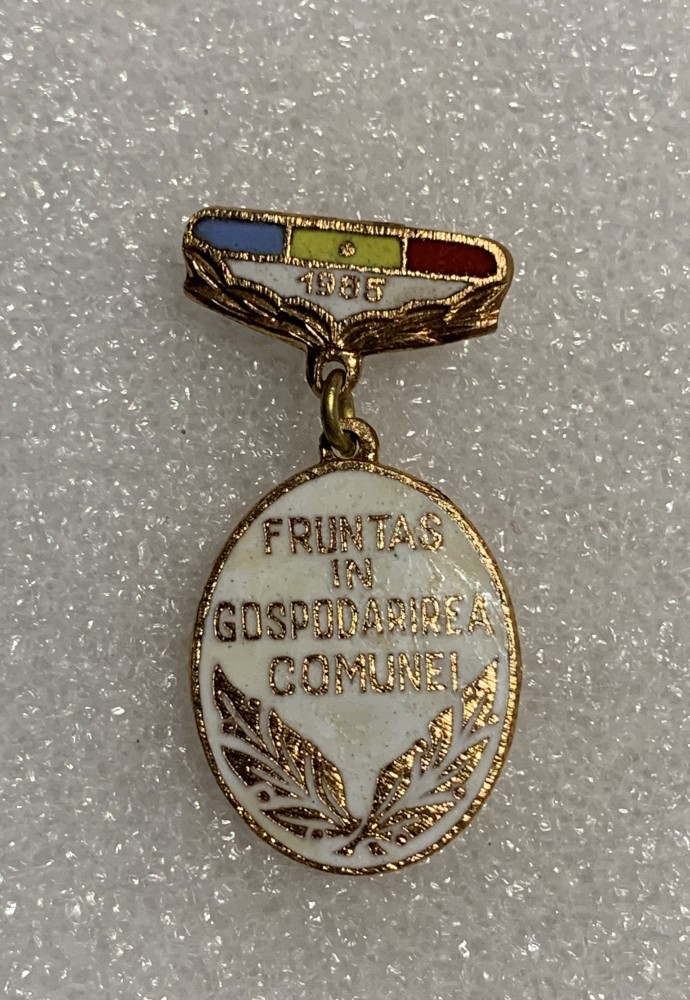 1985
FRUNTAS
IN
GOSPODARIREA
COMUNEI